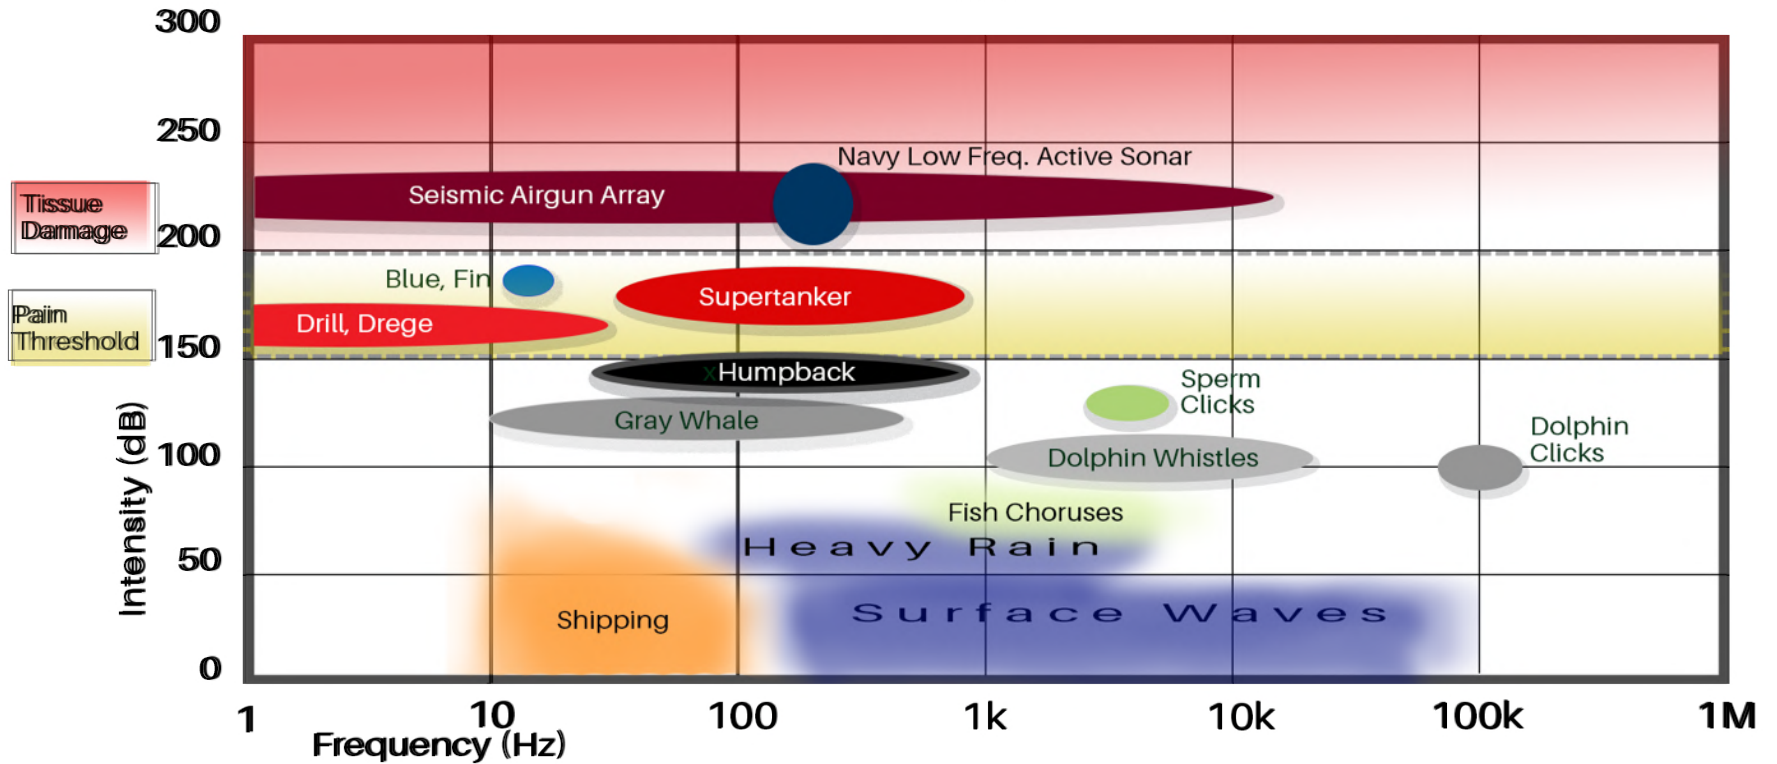 300
250
Navy Low Freq. Active Sonar
Seismic Airgun Array
Tissue
Damage
200
Blue, Fin
Supertanker
Drill, Drege
Pain
Threshold
150
xHumpback
Sperm
Clicks
Gray Whale
Dolphin
Clicks
100
Dolphin Whistles
Fish Choruses
Heavy Rain
50
Surface Waves
Shipping
Intensity (dB)
0
1 10 100 1k 10k 100k 1M
Frequency (Hz)